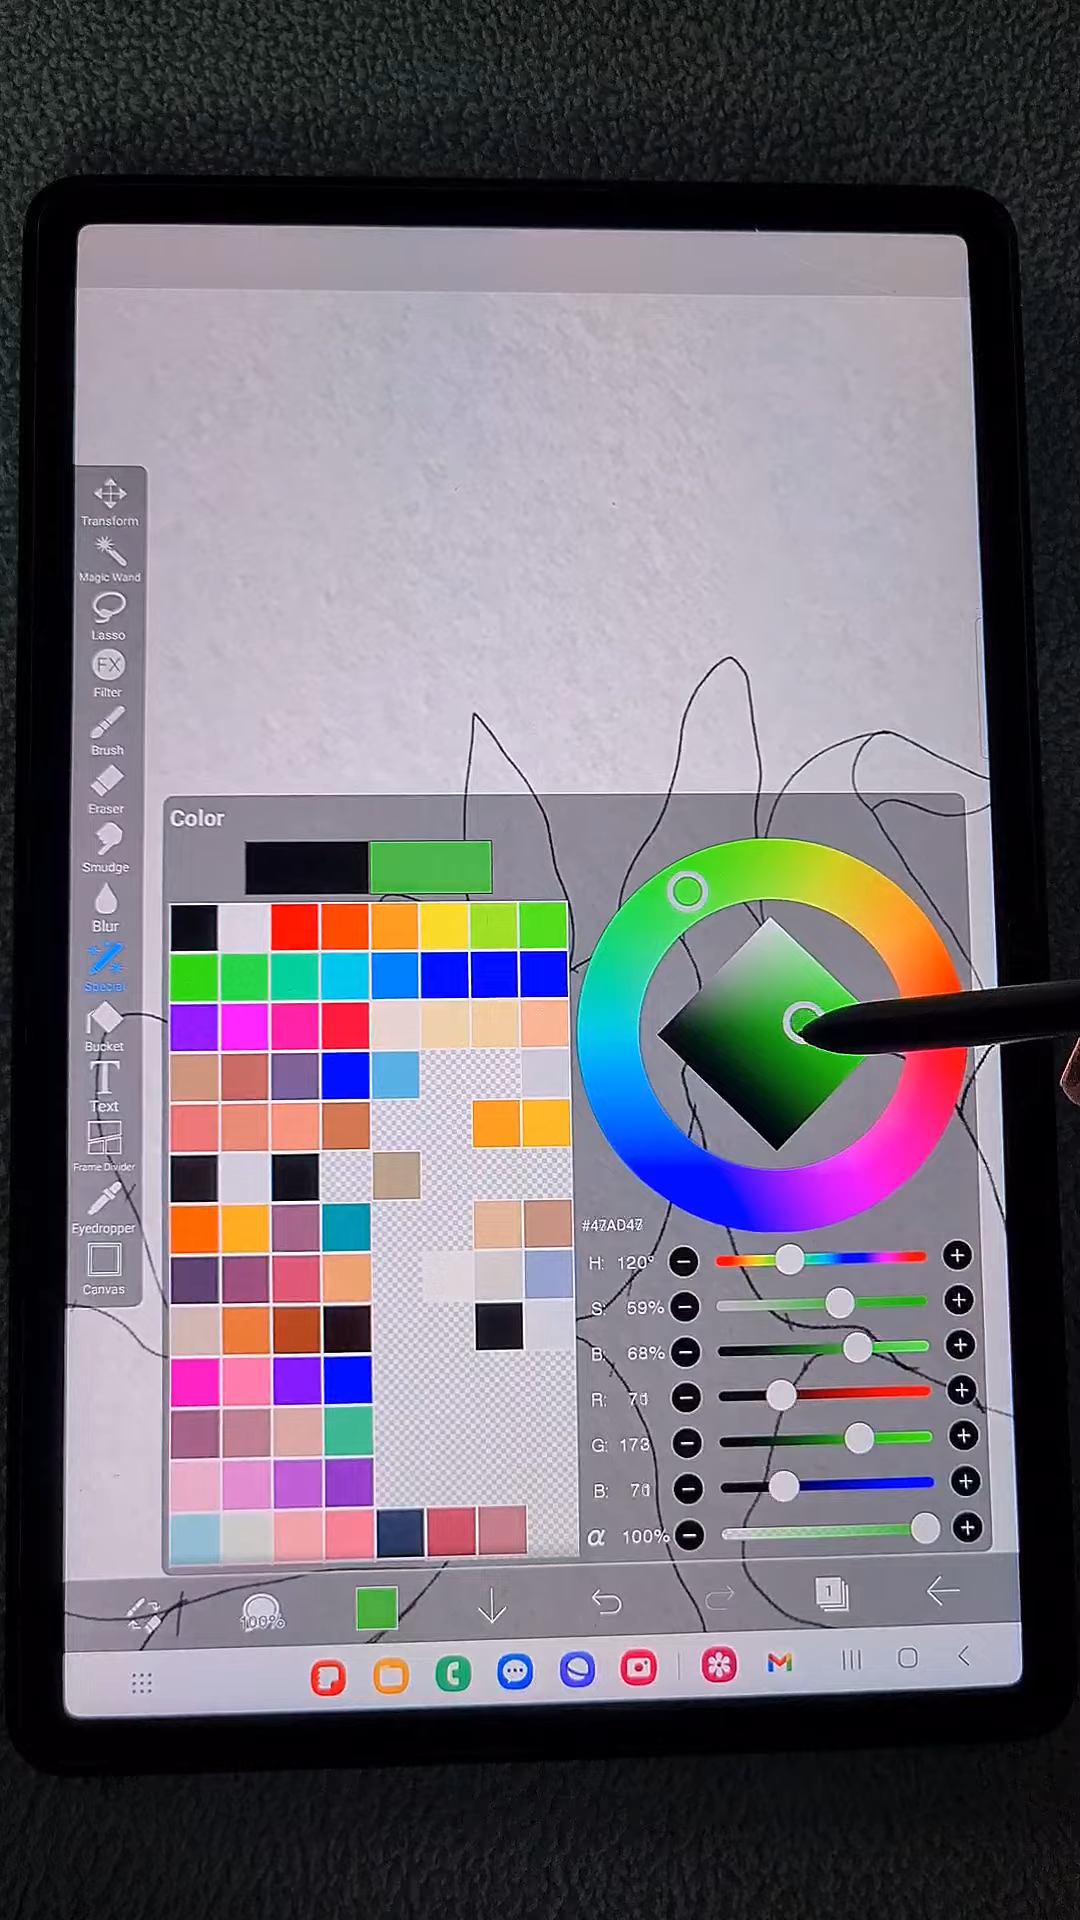 Transform
Magic Wand
Lasso
FX
Filter
Brush
Eraser
Smudge
Blur
Special
Bucket
T
Text
Frame Divider
Eyedropper
Canvas
Color
#47AD47
H: 120°
S: 59%
B: 68%
R: 71
G: 173
B: 71
α 100%
100%
1